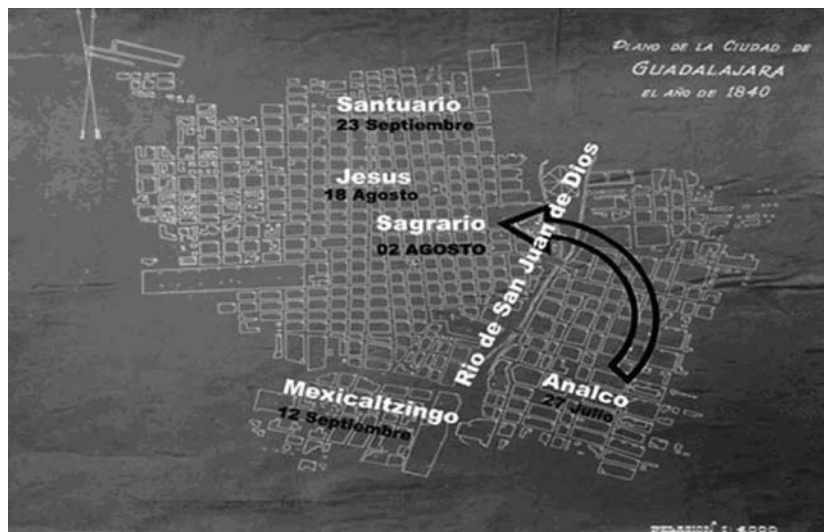 PLANO DE LA CIUDAD DE
GUADALAJARA
EL AÑO DE 1840
Santuario
23 Septiembre
Jesus
18 Agosto
Sagrario
02 AGOSTO
Rio de San Juan de Dios
Analco
27 Julio
Mexicaltzingo
12 Septiembre